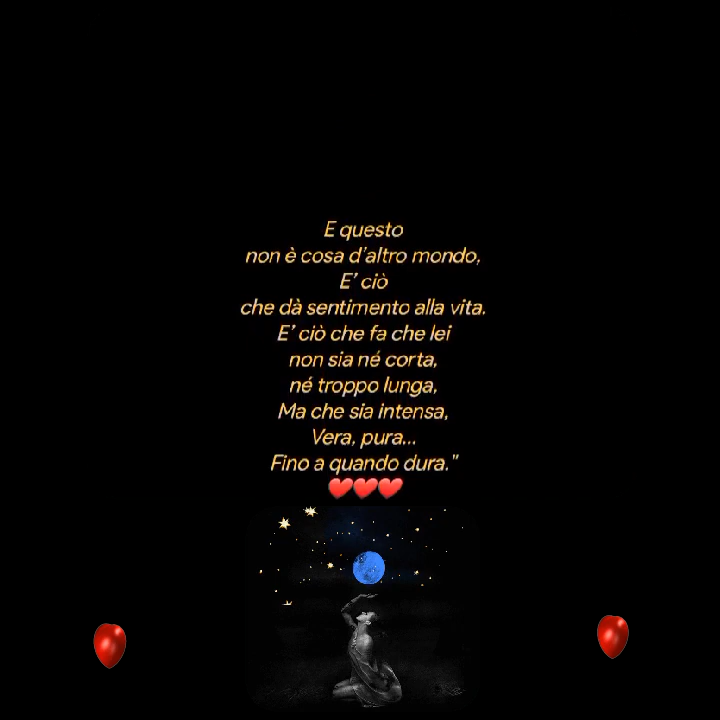 E questo
non è cosa d'altro mondo,
E' ciò
che dà sentimento alla vita.
E' ciò che fa che lei
non sia né corta,
né troppo lunga,
Ma che sia intensa,
Vera, pura...
Fino a quando dura."
❤️❤️❤️